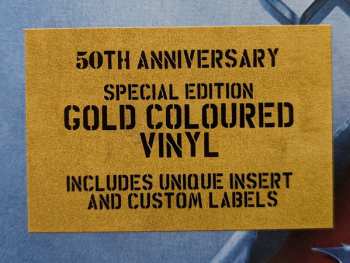 50TH ANNIVERSARY
SPECIAL EDITION
GOLD COLOURED
VINYL
INCLUDES UNIQUE INSERT
AND CUSTOM LABELS